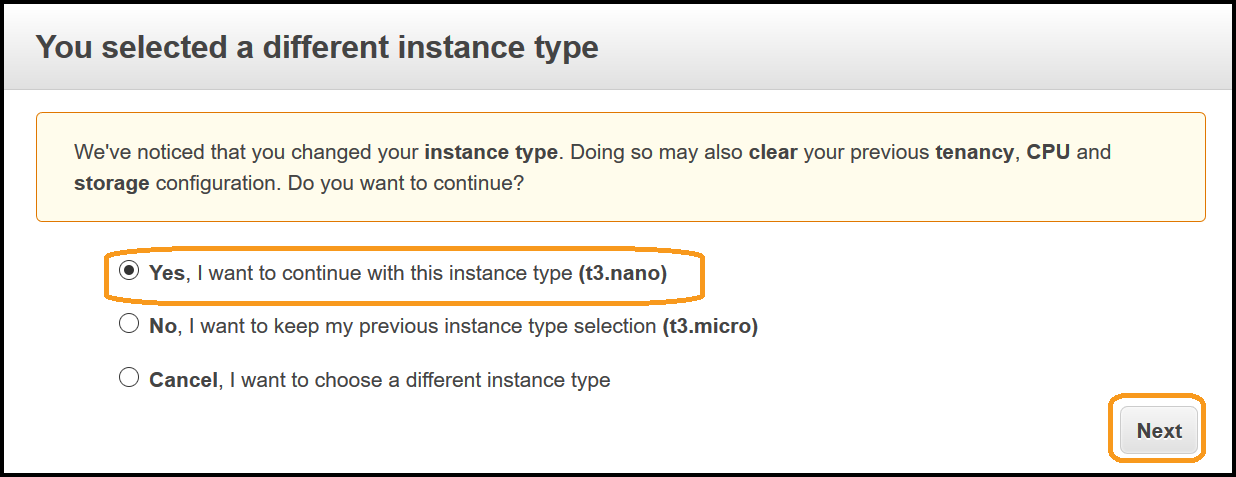 You selected a different instance type
We've noticed that you changed your instance type. Doing so may also clear your previous tenancy, CPU and
storage configuration. Do you want to continue?
Yes, I want to continue with this instance type (t3.nano)
No, I want to keep my previous instance type selection (t3.micro)
Cancel, I want to choose a different instance type
Next